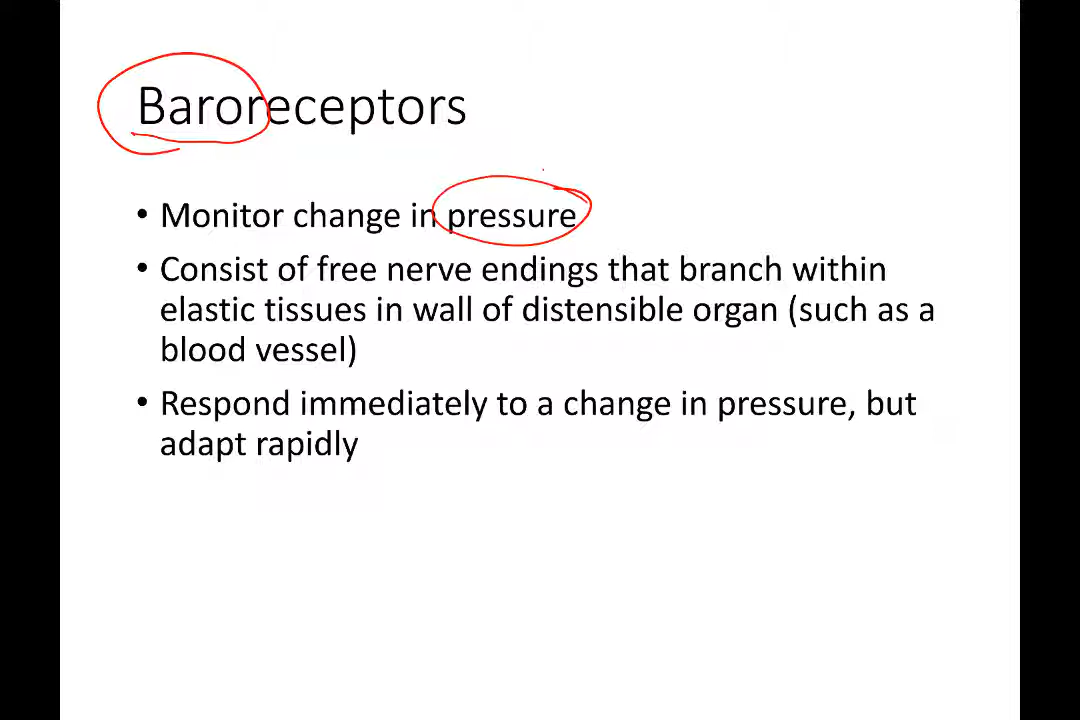 Baroreceptors
• Monitor change in pressure
• Consist of free nerve endings that branch within
elastic tissues in wall of distensible organ (such as a
blood vessel)
• Respond immediately to a change in pressure, but
adapt rapidly